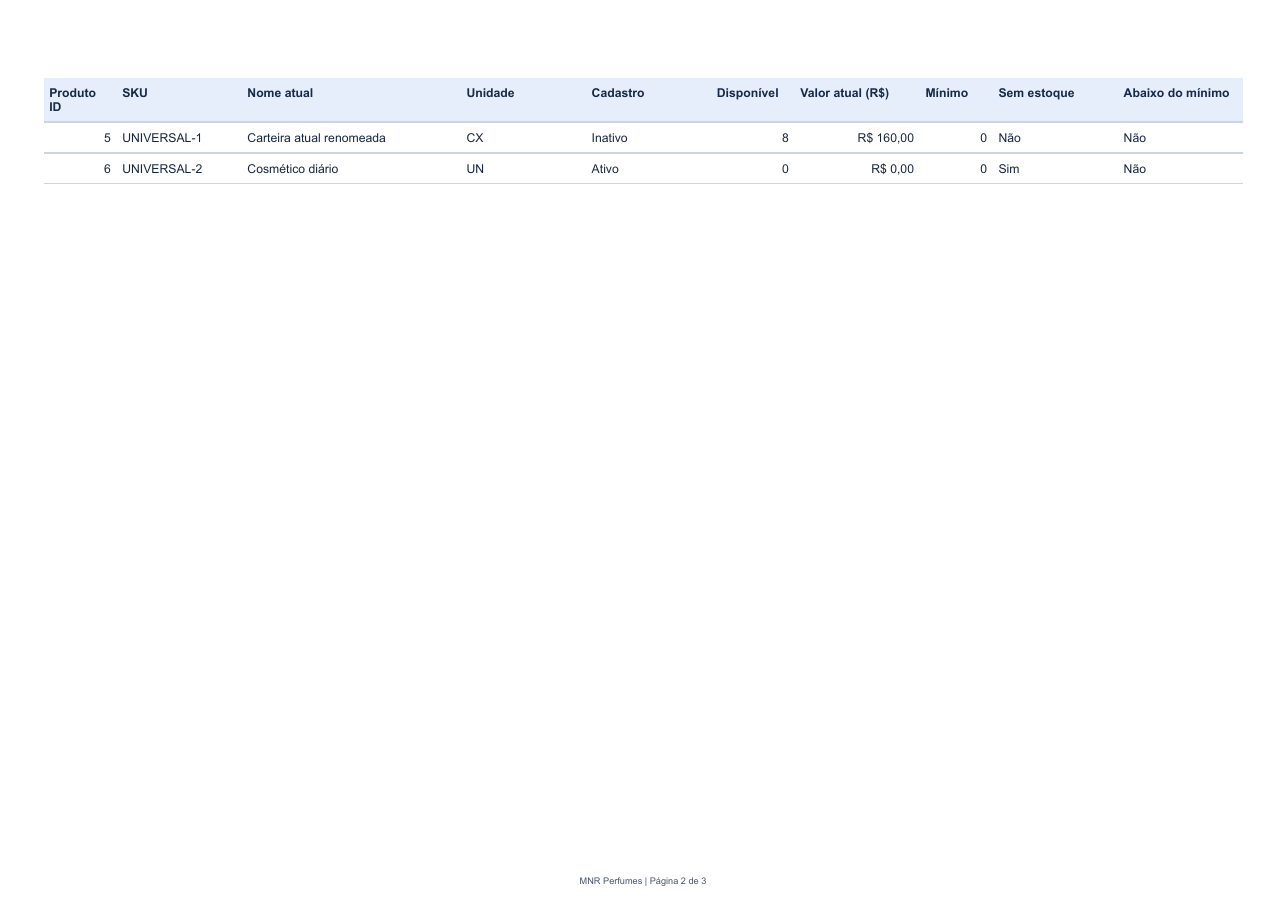 Produto ID SKU Nome atual Unidade Cadastro Disponível Valor atual (R$) Mínimo Sem estoque Abaixo do mínimo
5 UNIVERSAL-1 Carteira atual renomeada CX Inativo 8 R$ 160,00 0 Não Não
6 UNIVERSAL-2 Cosmético diário UN Ativo 0 R$ 0,00 0 Sim Não
MNR Perfumes | Página 2 de 3